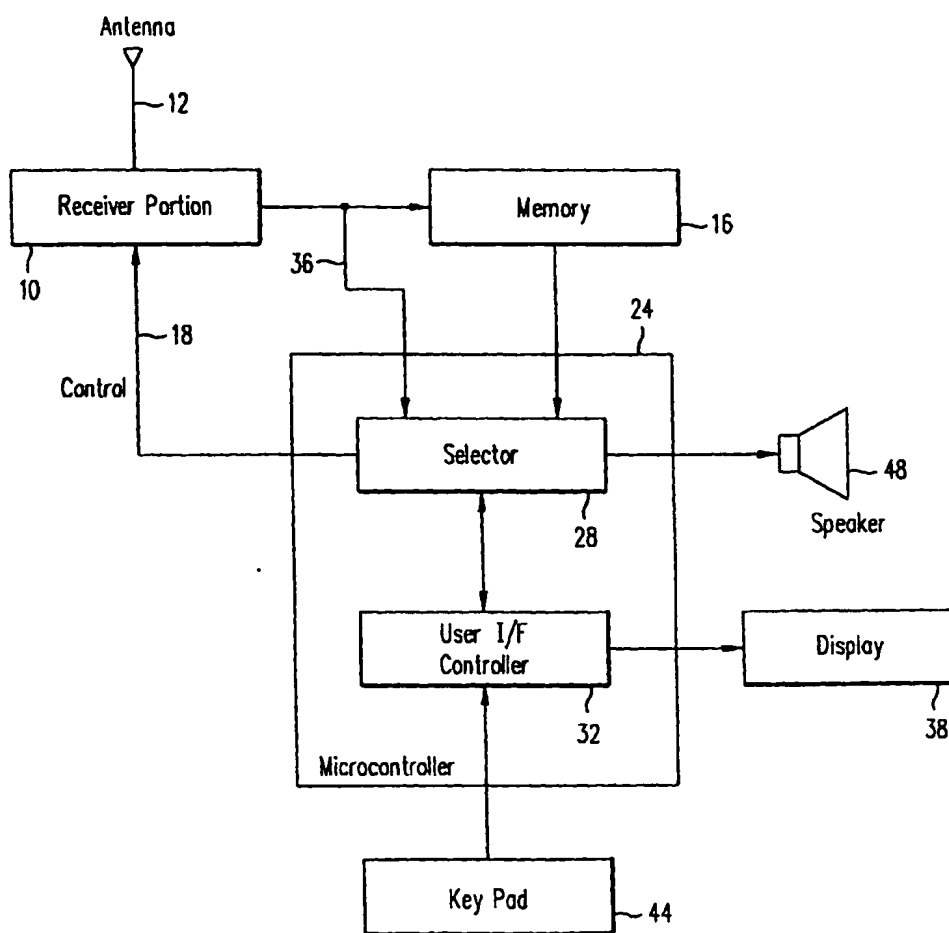 Antenna
12
Receiver Portion
Memory
16
10
36
18
24
Control
Selector
48
28
Speaker
User I/F
Controller
Display
32
38
Microcontroller
Key Pad
44